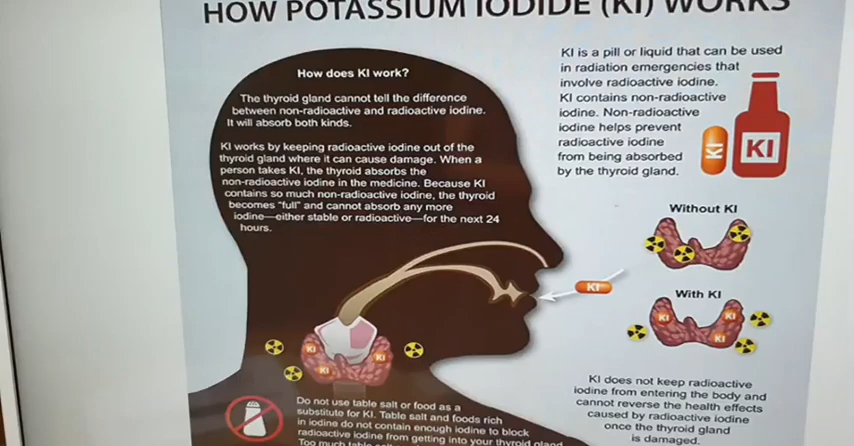 HOW POTASSIUM IODIDE (KI) WORKS
How does KI work?
The thyroid gland cannot tell the difference
between non-radioactive and radioactive iodine.
It will absorb both kinds.
KI works by keeping radioactive iodine out of the
thyroid gland where it can cause damage. When a
person takes KI, the thyroid absorbs the
non-radioactive iodine in the medicine. Because KI
contains so much non-radioactive iodine, the thyroid
becomes "full" and cannot absorb any more
iodine—either stable or radioactive—for the next 24
hours.
KI is a pill or liquid that can be used
in radiation emergencies that
involve radioactive iodine.
KI contains non-radioactive
iodine. Non-radioactive
iodine helps prevent
radioactive iodine
from being absorbed
by the thyroid gland.
KI
KI
Without KI
KI
With KI
KI
KI
KI
KI
KI
KI
Do not use table salt or food as a
substitute for KI. Table salt and foods rich
in iodine do not contain enough iodine to block
radioactive iodine from getting into your thyroid gland.
Too much table
KI does not keep radioactive
iodine from entering the body and
cannot reverse the health effects
caused by radioactive iodine
once the thyroid gland
is damaged.